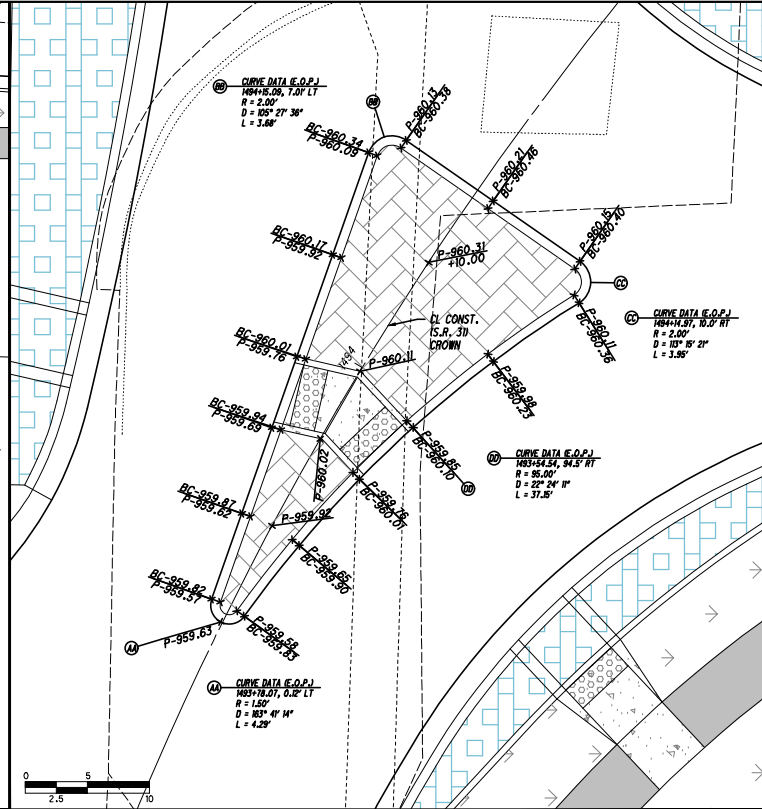 BB
CURVE DATA (E.O.P.)
1494+15.09, 7.01' LT
R = 2.00'
D = 105° 27' 36"
L = 3.68'
BB
P-960.13
BC-960.38
BC-960.34
P-960.09
P-960.21
BC-960.46
BC-960.17
P-959.92
P-960.31
+10.00
P-960.15
BC-960.40
CC
CL CONST.
(S.R. 31)
CROWN
P-960.11
BC-960.36
CC
CURVE DATA (E.O.P.)
1494+14.97, 10.0' RT
R = 2.00'
D = 113° 15' 21"
L = 3.95'
BC-960.01
P-959.76
1494
P-960.11
P-959.98
BC-960.23
BC-959.94
P-959.69
P-960.02
P-959.85
BC-960.10
DD
DD
CURVE DATA (E.O.P.)
1493+54.54, 94.5' RT
R = 95.00'
D = 22° 24' 11"
L = 37.15'
P-959.76
BC-960.01
BC-959.87
P-959.62
P-959.92
P-959.65
BC-959.90
BC-959.82
P-959.57
P-959.58
BC-959.83
P-959.63
AA
AA
CURVE DATA (E.O.P.)
1493+78.07, 0.12' LT
R = 1.50'
D = 163° 41' 14"
L = 4.29'
0 5
2.5 10